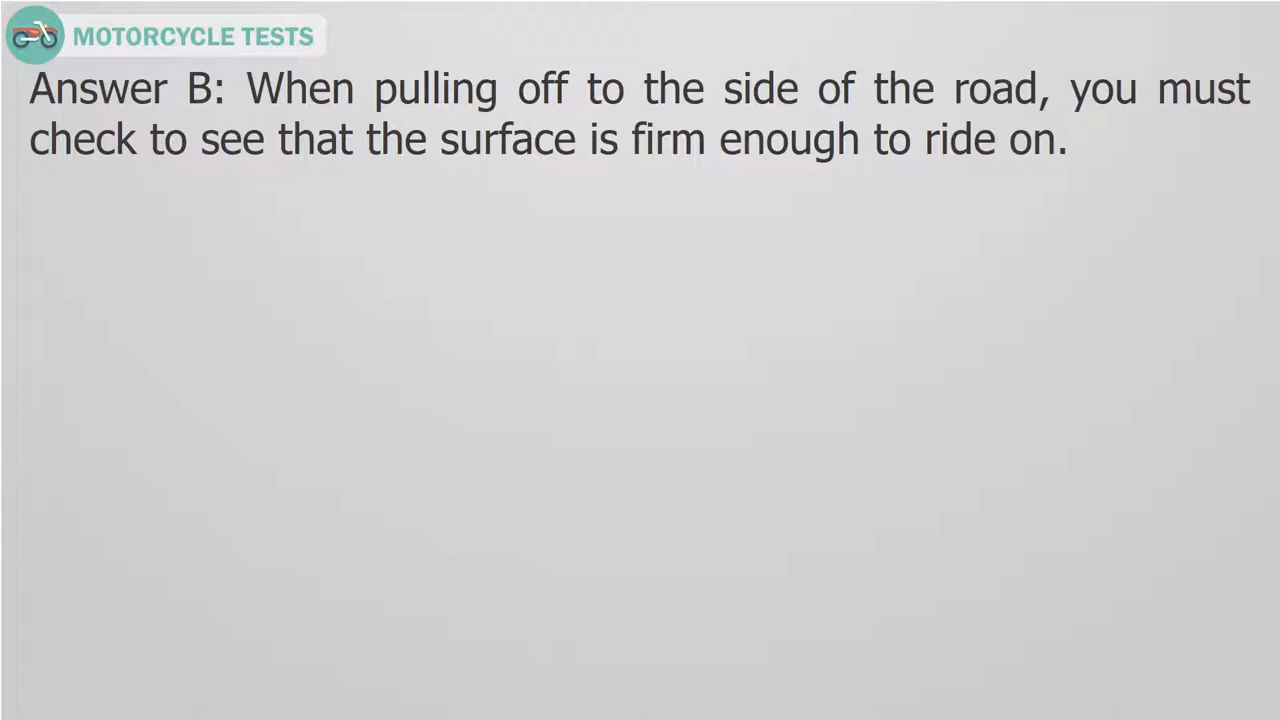 MOTORCYCLE TESTS
Answer B: When pulling off to the side of the road, you must
check to see that the surface is firm enough to ride on.